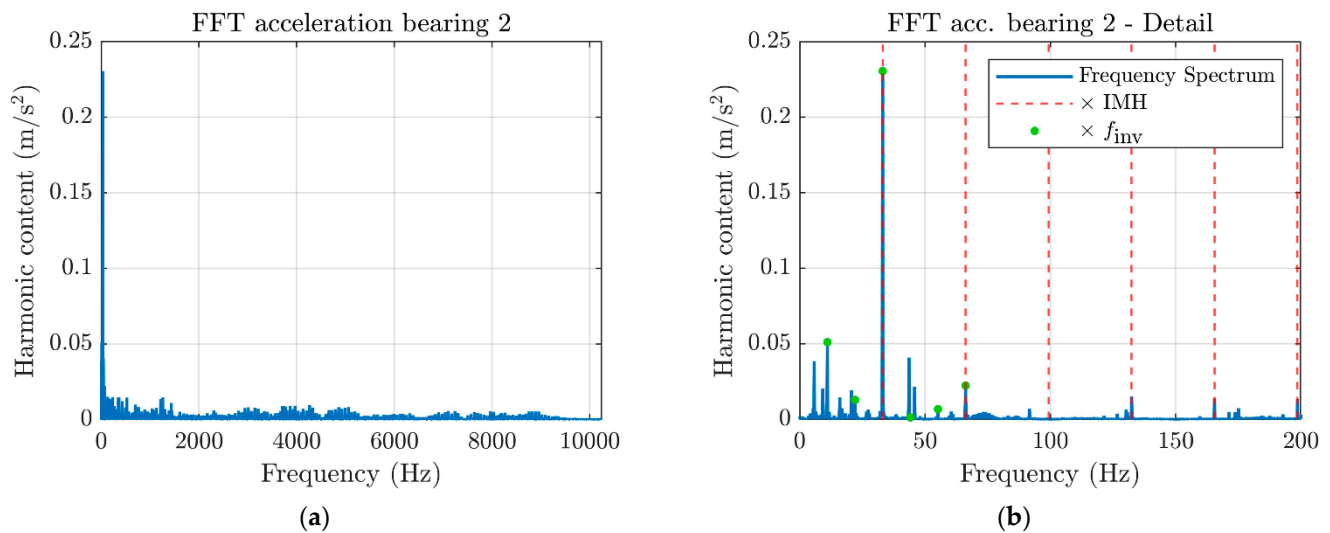 FFT acceleration bearing 2
Harmonic content (m/s²)
0.25
0.2
0.15
0.1
0.05
0
0 2000 4000 6000 8000 10000
Frequency (Hz)
(a)
FFT acc. bearing 2 - Detail
Harmonic content (m/s²)
0.25
0.2
0.15
0.1
0.05
0
Frequency Spectrum
× IMH
× f_inv
0 50 100 150 200
Frequency (Hz)
(b)